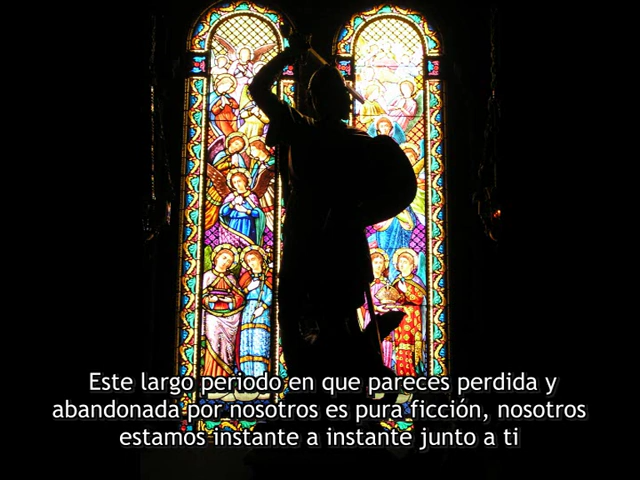 Este largo periodo en que pareces perdida y
abandonada por nosotros es pura ficción, nosotros
estamos instante a instante junto a ti